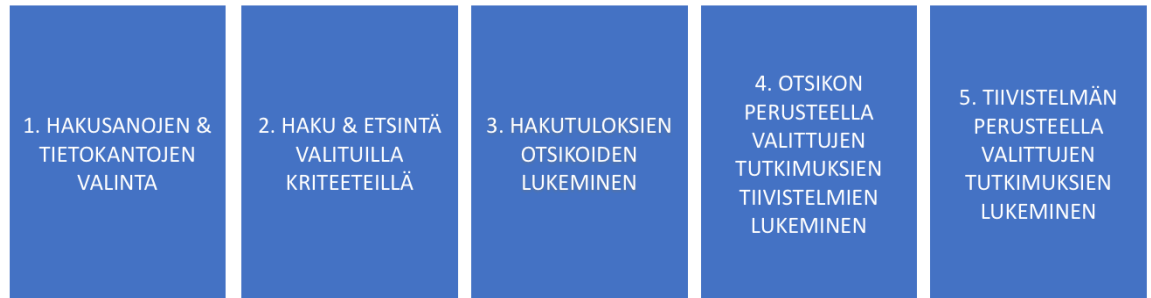 1. HAKUSANOJEN &
TIETOKANTOJEN
VALINTA
2. HAKU & ETSINTÄ
VALITUILLA
KRITEETEILLÄ
3. HAKUTULOKSIEN
OTSIKOIDEN
LUKEMINEN
4. OTSIKON
PERUSTEELLA
VALITTUJEN
TUTKIMUKSIEN
TIIVISTELMIEN
LUKEMINEN
5. TIIVISTELMÄN
PERUSTEELLA
VALITTUJEN
TUTKIMUKSIEN
LUKEMINEN